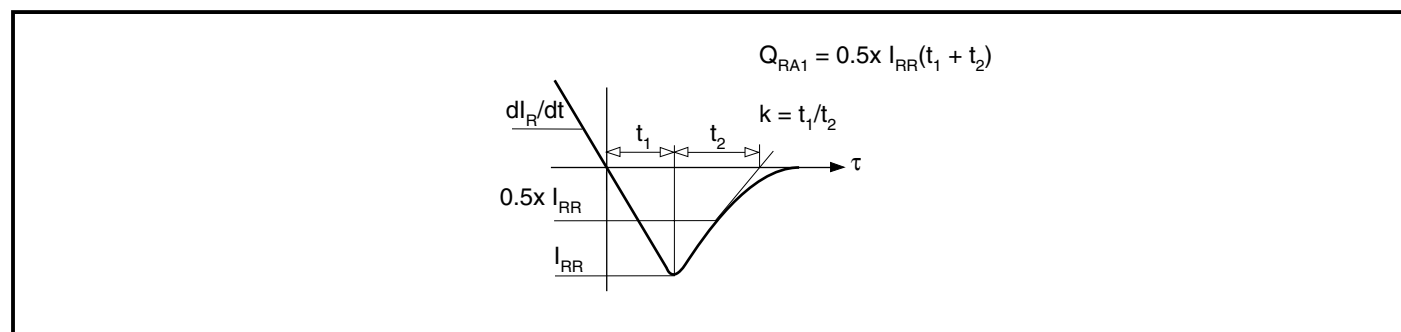 Q_RA1 = 0.5x I_RR(t_1 + t_2)
dI_R/dt
k = t_1/t_2
t_1
t_2
τ
0.5x I_RR
I_RR